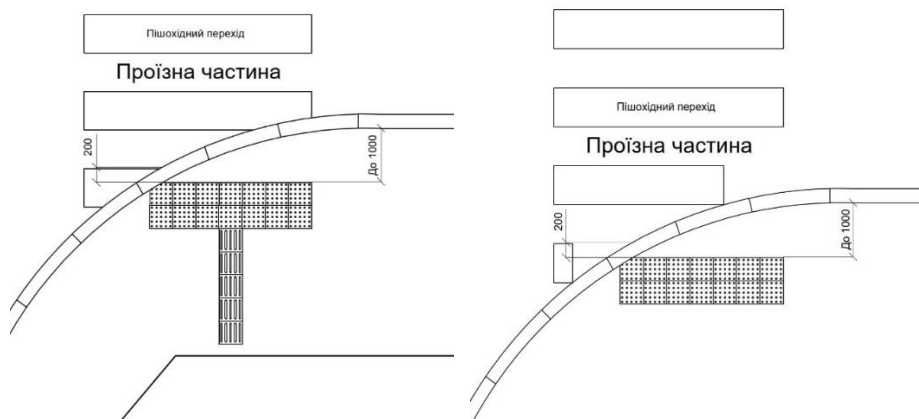 Пішохідний перехід
Проїзна частина
200
До 1000
Пішохідний перехід
Проїзна частина
200
До 1000